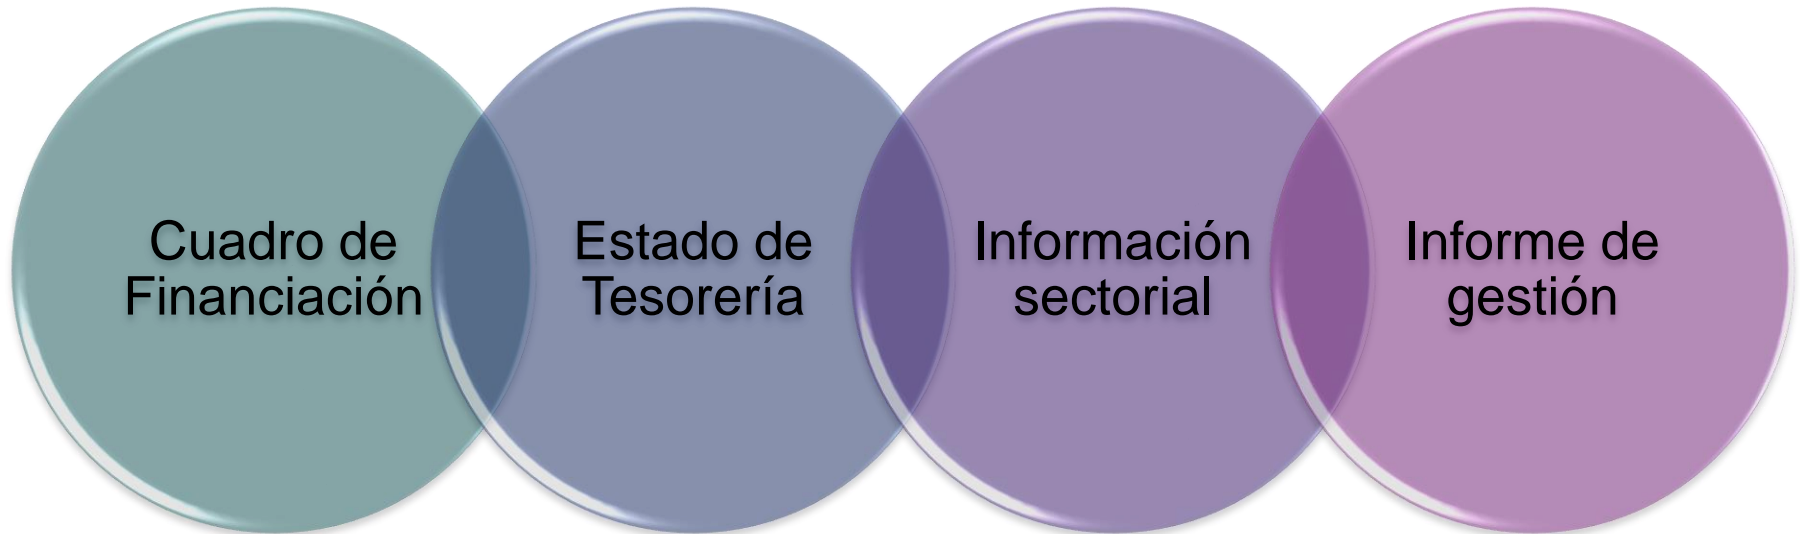 Cuadro de
Financiación
Estado de
Tesorería
Información
sectorial
Informe de
gestión